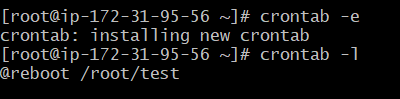 [root@ip-172-31-95-56 ~]# crontab -e
crontab: installing new crontab
[root@ip-172-31-95-56 ~]# crontab -l
@reboot /root/test